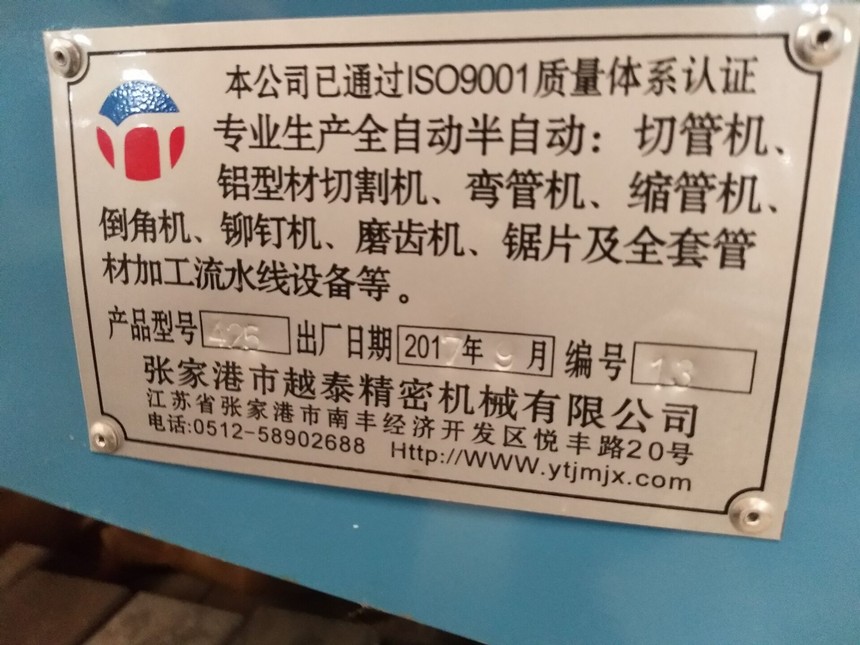 本公司已通过ISO9001质量体系认证
专业生产全自动半自动：切管机、
铝型材切割机、弯管机、缩管机、
倒角机、铆钉机、磨齿机、锯片及全套管
材加工流水线设备等。
产品型号 425 出厂日期 2017年 9 月 编号 13
张家港市越泰精密机械有限公司
江苏省张家港市南丰经济开发区悦丰路20号
电话:0512-58902688 Http://WWW.ytjmjx.com